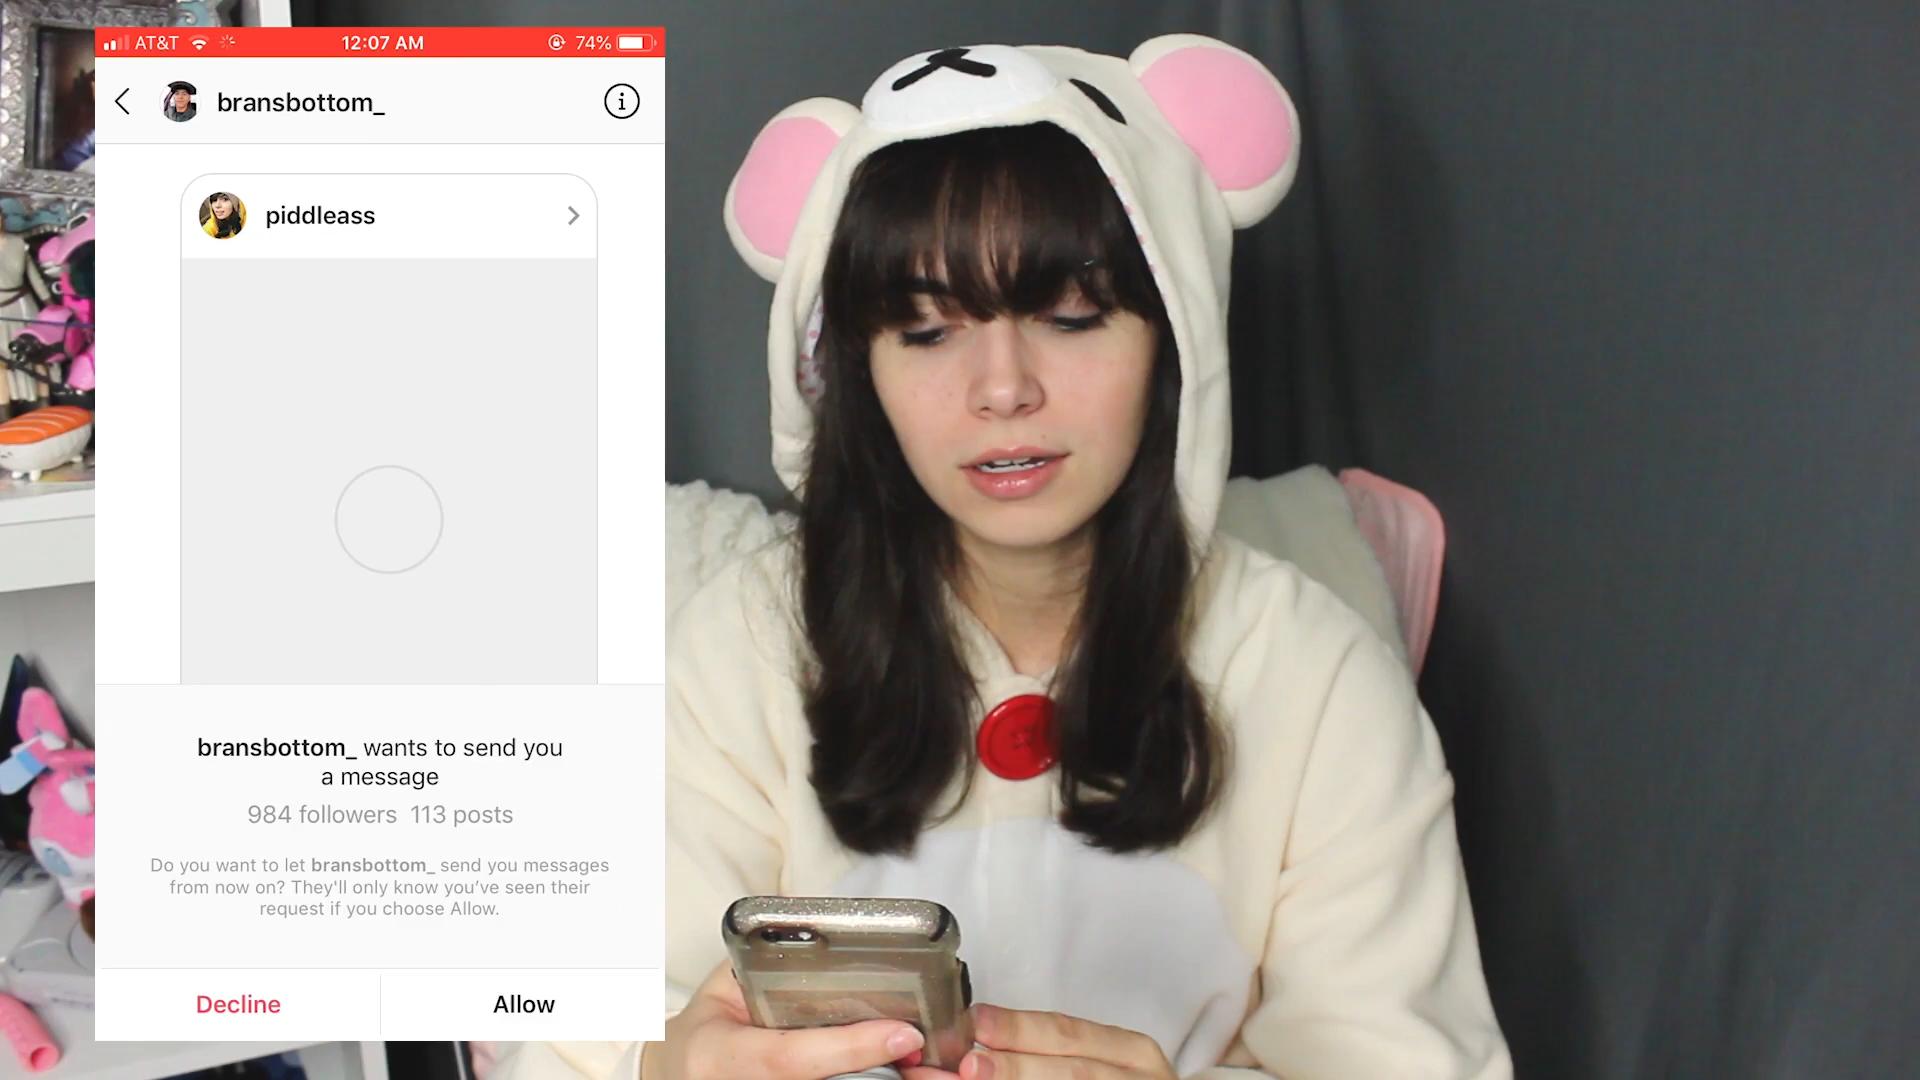 AT&T 12:07 AM 74%
bransbottom_
piddleass
bransbottom_ wants to send you
a message
984 followers 113 posts
Do you want to let bransbottom_ send you messages
from now on? They'll only know you've seen their
request if you choose Allow.
Decline Allow